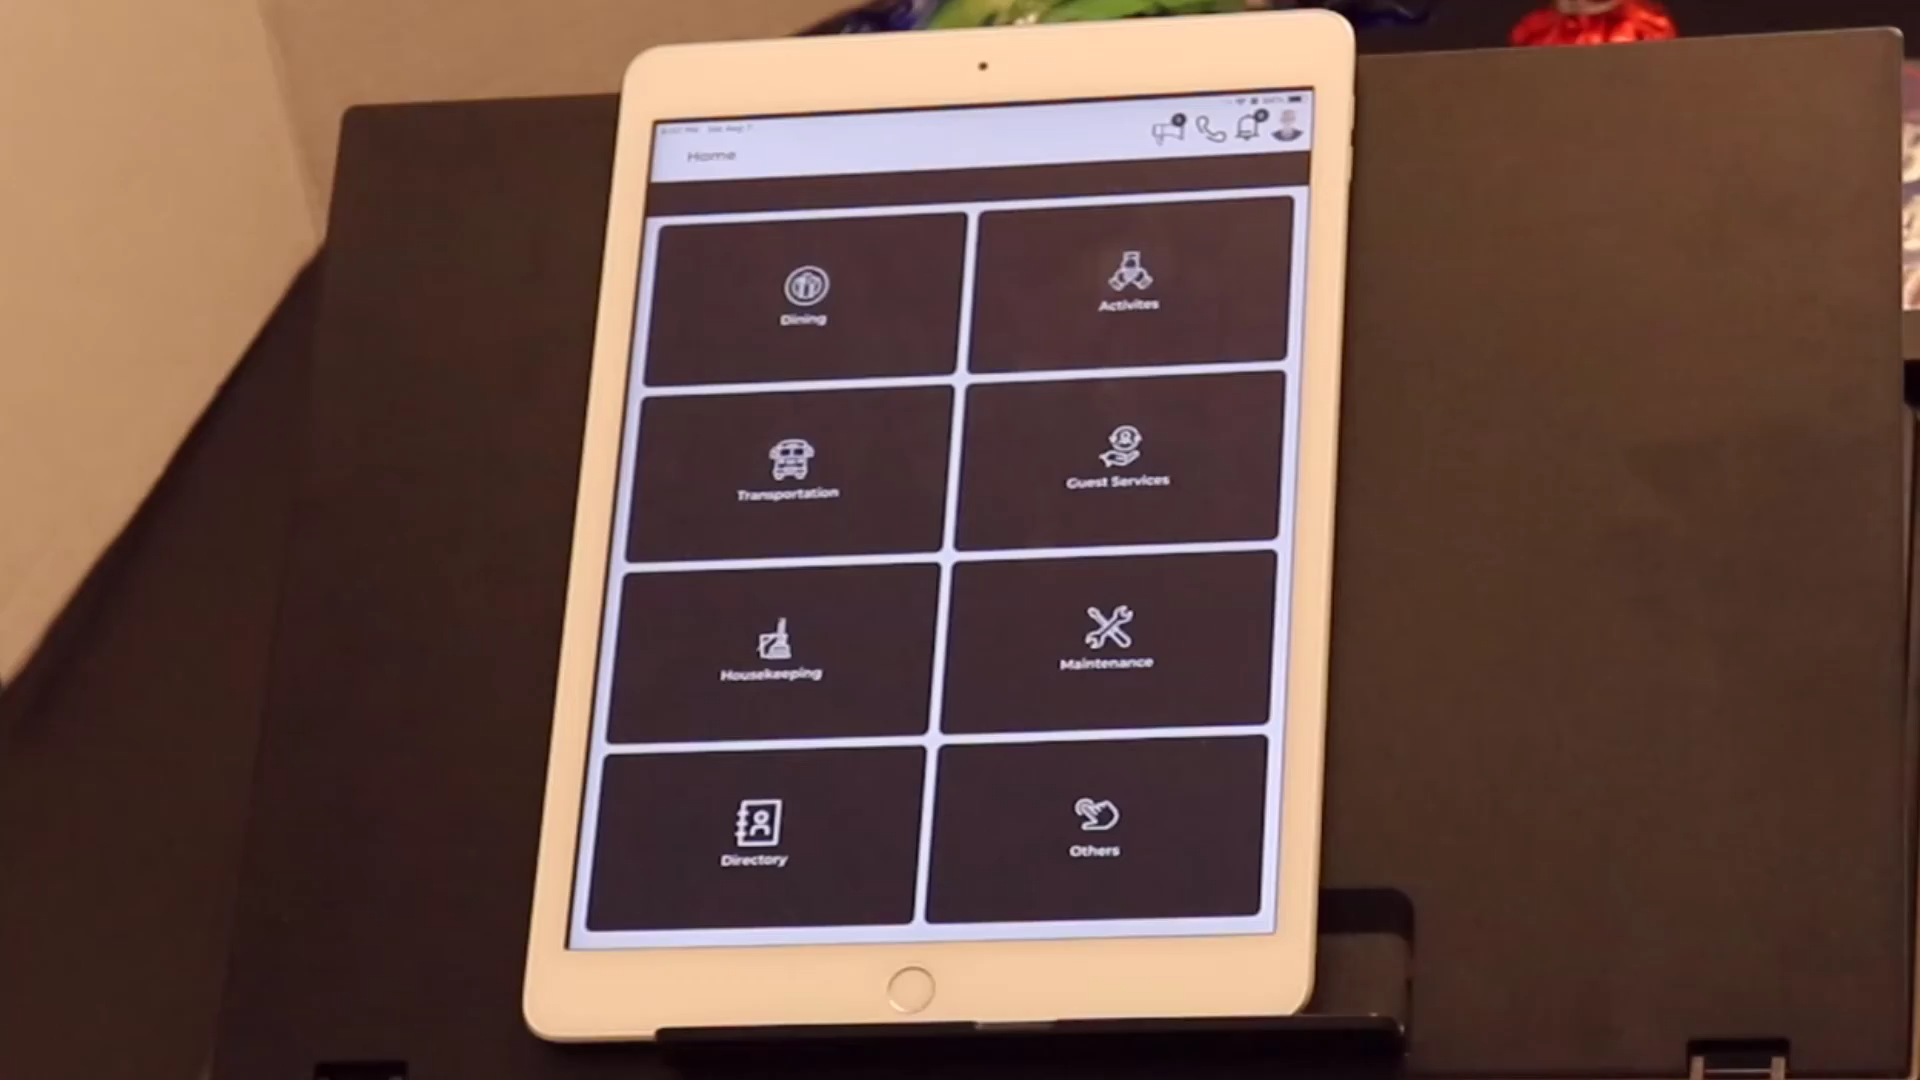 Home
Dining
Activites
Transportation
Guest Services
Housekeeping
Maintenance
Directory
Others